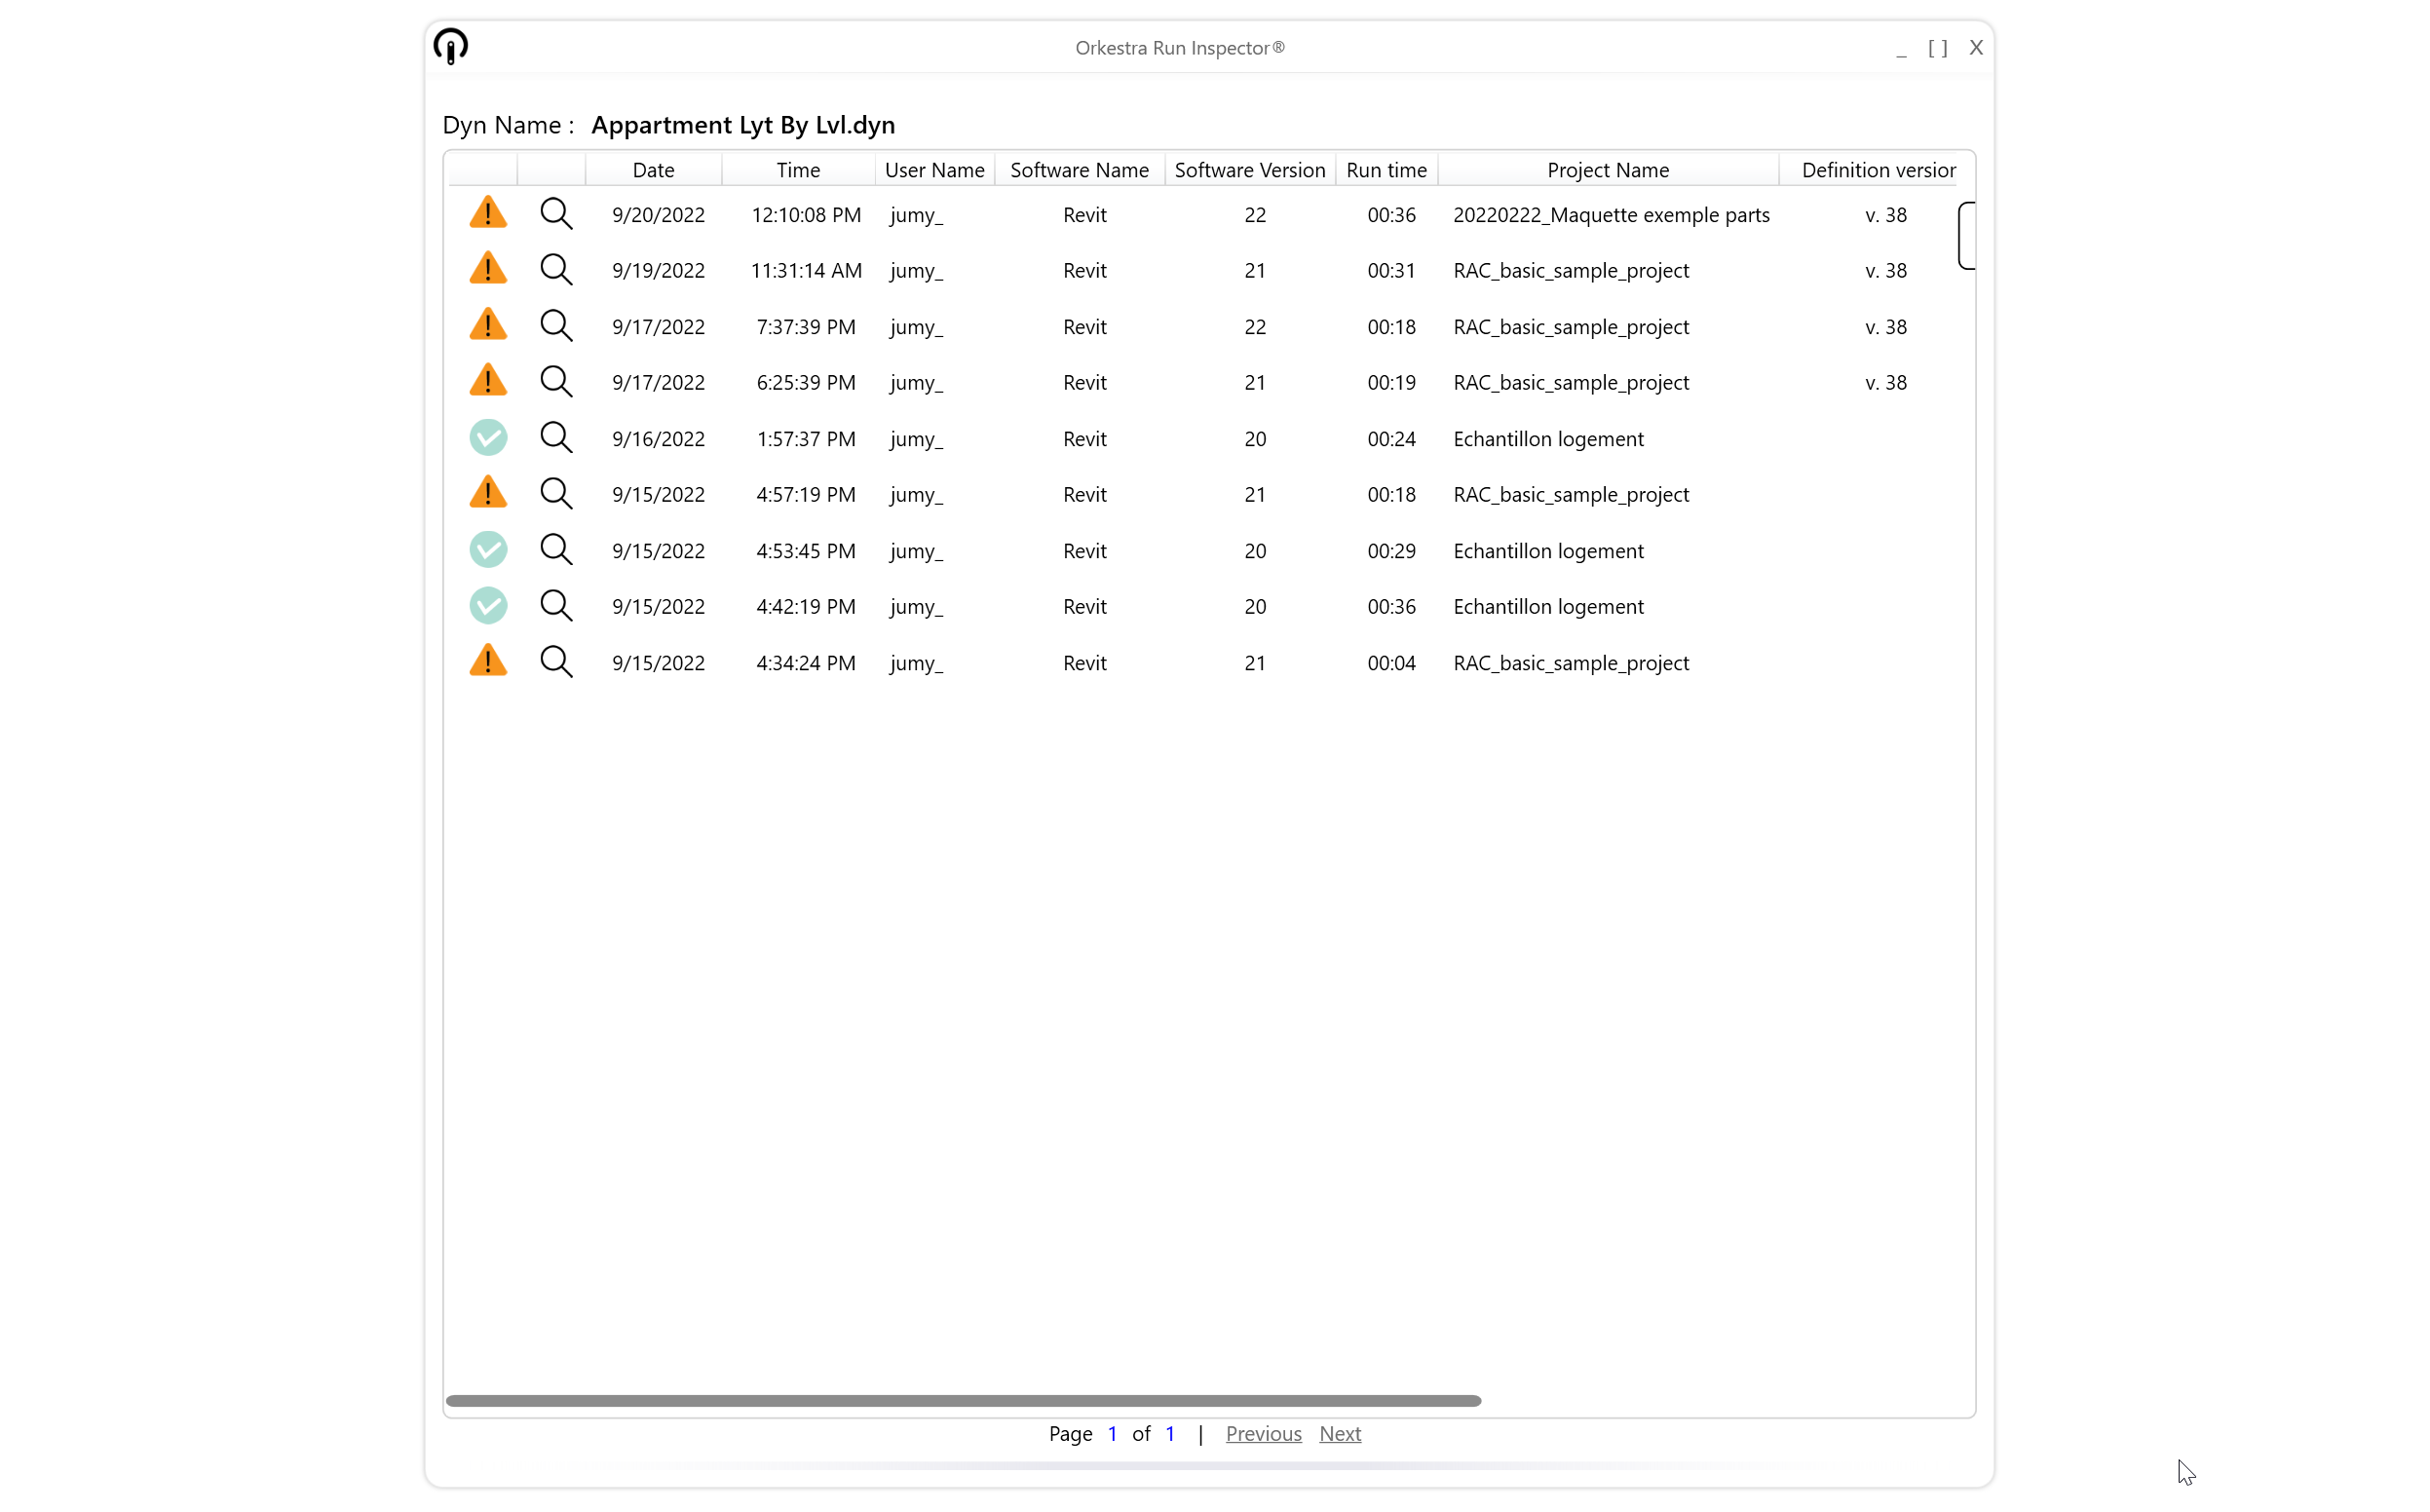 Orkestra Run Inspector®
_ [ ] X
Dyn Name : Appartment Lyt By Lvl.dyn
Date Time User Name Software Name Software Version Run time Project Name Definition version
9/20/2022 12:10:08 PM jumy_ Revit 22 00:36 20220222_Maquette exemple parts v. 38
9/19/2022 11:31:14 AM jumy_ Revit 21 00:31 RAC_basic_sample_project v. 38
9/17/2022 7:37:39 PM jumy_ Revit 22 00:18 RAC_basic_sample_project v. 38
9/17/2022 6:25:39 PM jumy_ Revit 21 00:19 RAC_basic_sample_project v. 38
9/16/2022 1:57:37 PM jumy_ Revit 20 00:24 Echantillon logement
9/15/2022 4:57:19 PM jumy_ Revit 21 00:18 RAC_basic_sample_project
9/15/2022 4:53:45 PM jumy_ Revit 20 00:29 Echantillon logement
9/15/2022 4:42:19 PM jumy_ Revit 20 00:36 Echantillon logement
9/15/2022 4:34:24 PM jumy_ Revit 21 00:04 RAC_basic_sample_project
Page 1 of 1 | Previous Next